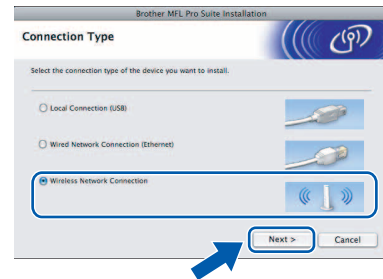 Brother MFL Pro Suite Installation
Connection Type
Select the connection type of the device you want to install.
Local Connection (USB)
Wired Network Connection (Ethernet)
Wireless Network Connection
Next > Cancel